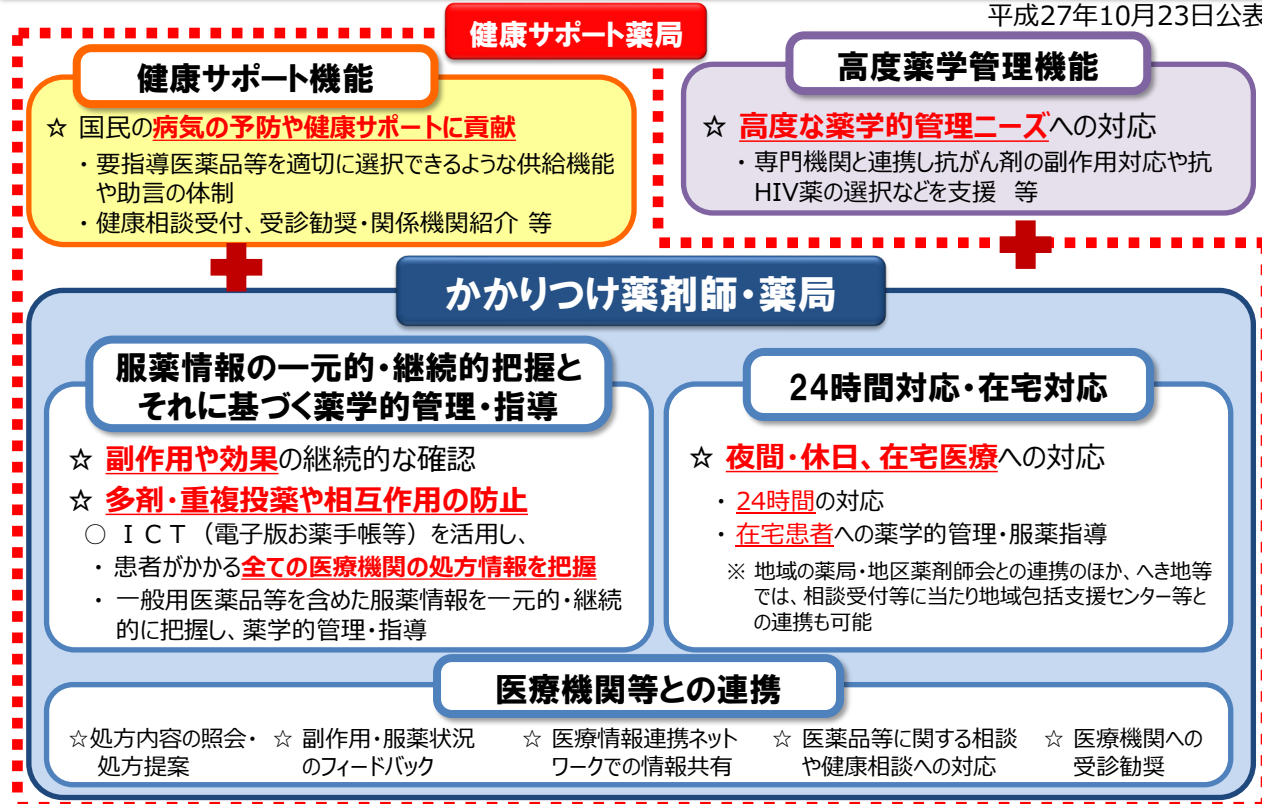 平成27年10月23日公表
健康サポート薬局
健康サポート機能
☆ 国民の病気の予防や健康サポートに貢献
・要指導医薬品等を適切に選択できるような供給機能
や助言の体制
・健康相談受付、受診勧奨・関係機関紹介 等
高度薬学管理機能
☆ 高度な薬学的管理ニーズへの対応
・専門機関と連携し抗がん剤の副作用対応や抗
HIV薬の選択などを支援 等
かかりつけ薬剤師・薬局
服薬情報の一元的・継続的把握と
それに基づく薬学的管理・指導
☆ 副作用や効果の継続的な確認
☆ 多剤・重複投薬や相互作用の防止
○ ICT(電子版お薬手帳等)を活用し、
・ 患者がかかる全ての医療機関の処方情報を把握
・ 一般用医薬品等を含めた服薬情報を一元的・継続
的に把握し、薬学的管理・指導
24時間対応・在宅対応
☆ 夜間・休日、在宅医療への対応
・ 24時間の対応
・ 在宅患者への薬学的管理・服薬指導
※ 地域の薬局・地区薬剤師会との連携のほか、へき地等
では、相談受付等に当たり地域包括支援センター等と
の連携も可能
医療機関等との連携
☆処方内容の照会・
処方提案
☆ 副作用・服薬状況
のフィードバック
☆ 医療情報連携ネット
ワークでの情報共有
☆ 医薬品等に関する相談
や健康相談への対応
☆ 医療機関への
受診勧奨